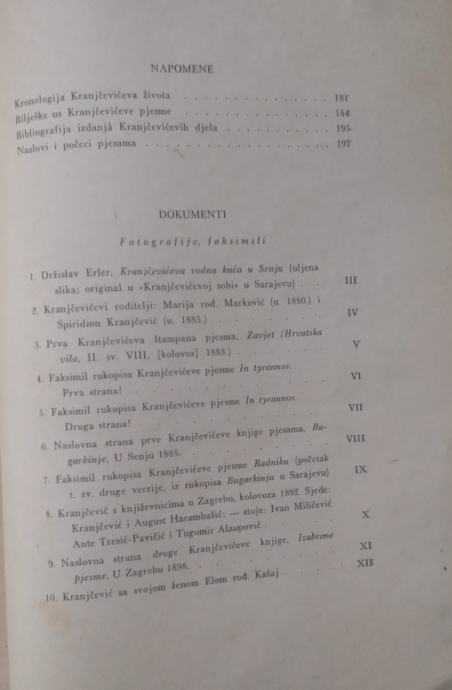 NAPOMENE
Kronologija Kranjčevićeva života . . . . . . . . . . . . . . 181
Bilješke uz Kranjčevićeve pjesme . . . . . . . . . . . . . . 184
Bibliografija izdanjâ Kranjčevićevih djela . . . . . . . . . . 195
Naslovi i počeci pjesama . . . . . . . . . . . . . . . . . . 197
DOKUMENTI
Fotografije, faksimili
1. Držislav Erler, Kranjčevićeva rodna kuća u Senju (uljena
slika; original u »Kranjčevićevoj sobi« u Sarajevu) . . III
2. Kranjčevićevi roditelji: Marija rođ. Marković (u. 1880.) i
Spiridion Kranjčević (u. 1885.) . . . . . . . . . IV
3. Prva Kranjčevićeva štampana pjesma, Zavjet (Hrvatska
vila, II. sv. VIII, [kolovoz] 1883.) . . . . . . . V
4. Faksimil rukopisa Kranjčevićeve pjesme In tyrannos.
Prva strana! . . . . . . . . . . . . . VI
5. Faksimil rukopisa Kranjčevićeve pjesme In tyrannos.
Druga strana! . . . . . . . . . . . . VII
6. Naslovna strana prve Kranjčevićeve knjige pjesama, Bu-
garkinje, U Senju 1885. . . . . . . . . . VIII
7. Faksimil rukopisa Kranjčevićeve pjesme Radniku (početak
t. zv. druge verzije, iz rukopisa Bugarkinja u Sarajevu) IX
8. Kranjčević s književnicima u Zagrebu, kolovoza 1892. Sjede:
Kranjčević i August Harambašić; — stoje: Ivan Milićević
Ante Tresić-Pavičić i Tugomir Alaupović . . . . X
9. Naslovna strana druge Kranjčevićeve knjige, Izabrane
pjesme, U Zagrebu 1898. . . . . . . . . XI
10. Kranjčević sa svojom ženom Elom rođ. Kašaj . . . . XII